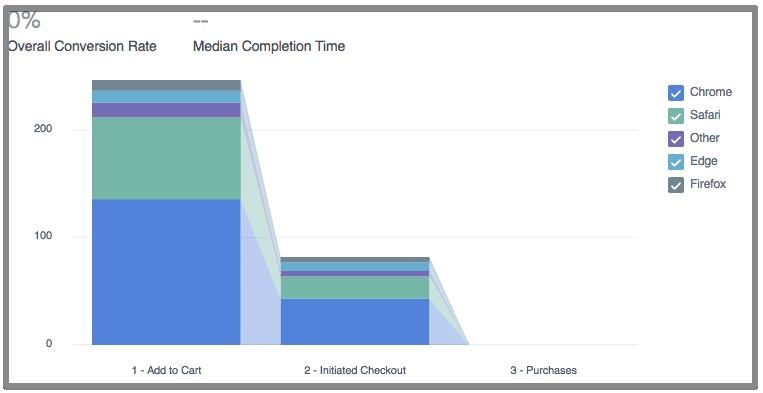 0% --
Overall Conversion Rate Median Completion Time
Chrome
Safari
Other
Edge
Firefox
200
100
0
1 - Add to Cart 2 - Initiated Checkout 3 - Purchases